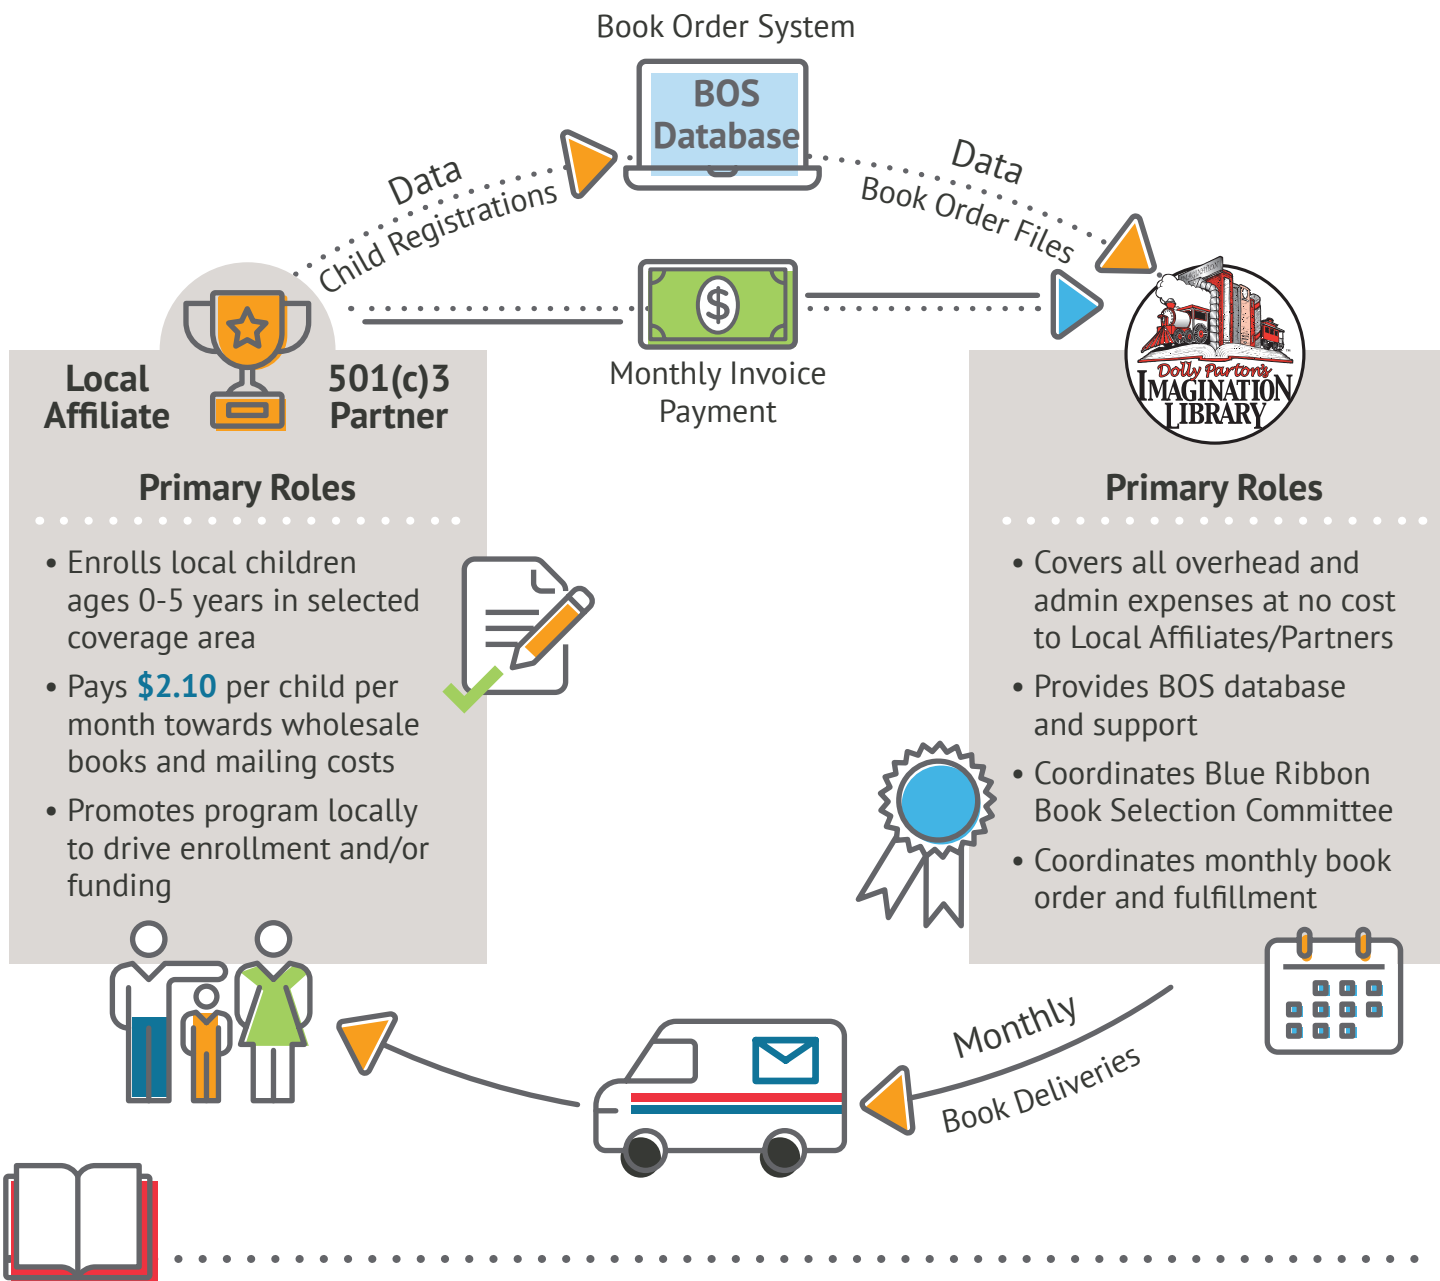 Book Order System
BOS
Database
Data
Child Registrations
Data
Book Order Files
$
Monthly Invoice
Payment
Local
Affiliate
501(c)3
Partner
Primary Roles
• Enrolls local children
ages 0-5 years in selected
coverage area
• Pays $2.10 per child per
month towards wholesale
books and mailing costs
• Promotes program locally
to drive enrollment and/or
funding
Dolly Parton's
IMAGINATION
LIBRARY
Primary Roles
• Covers all overhead and
admin expenses at no cost
to Local Affiliates/Partners
• Provides BOS database
and support
• Coordinates Blue Ribbon
Book Selection Committee
• Coordinates monthly book
order and fulfillment
Monthly
Book Deliveries